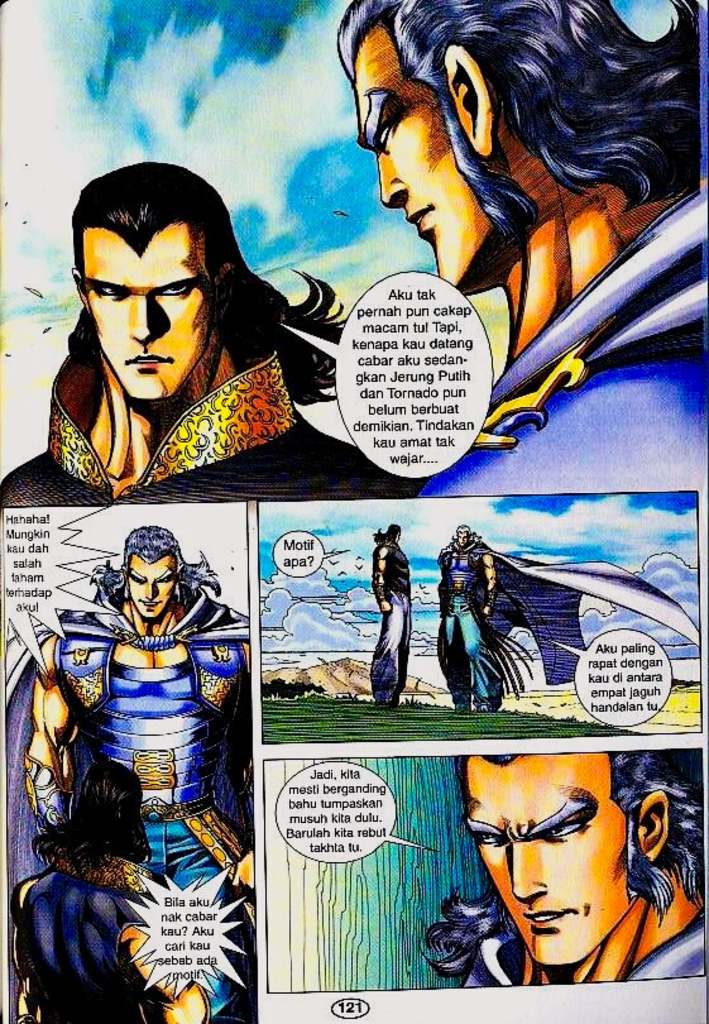 Aku tak
pernah pun cakap
macam tu! Tapi,
kenapa kau datang
cabar aku sedang-
kan Jerung Putih
dan Tornado pun
belum berbuat
demikian. Tindakan
kau amat tak
wajar....
Hahaha!
Mungkin
kau dah
salah
faham
terhadap
aku!
Bila aku
nak cabar
kau? Aku
cari kau
sebab ada
motif.
Motif
apa?
Aku paling
rapat dengan
kau di antara
empat jaguh
handalan tu.
Jadi, kita
mesti berganding
bahu tumpaskan
musuh kita dulu.
Barulah kita rebut
takhta tu.
121